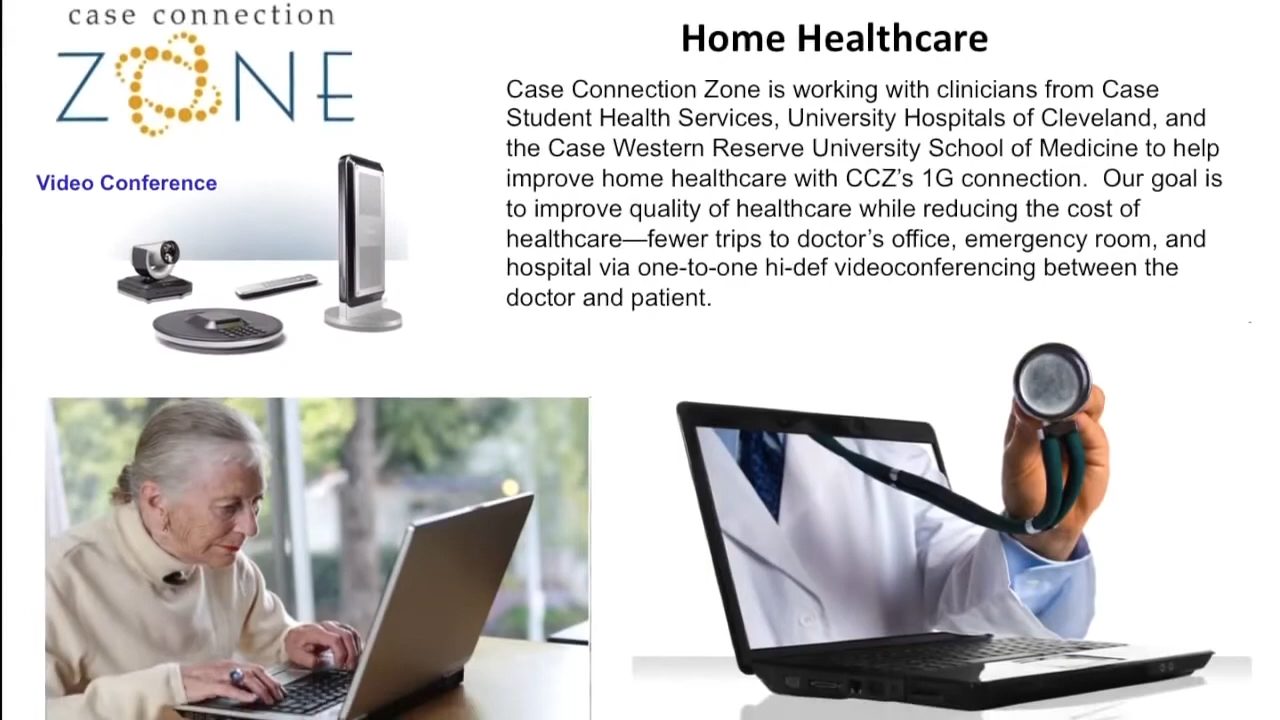 case connection
ZONE
Video Conference
Home Healthcare
Case Connection Zone is working with clinicians from Case
Student Health Services, University Hospitals of Cleveland, and
the Case Western Reserve University School of Medicine to help
improve home healthcare with CCZ’s 1G connection.  Our goal is
to improve quality of healthcare while reducing the cost of
healthcare—fewer trips to doctor’s office, emergency room, and
hospital via one-to-one hi-def videoconferencing between the
doctor and patient.